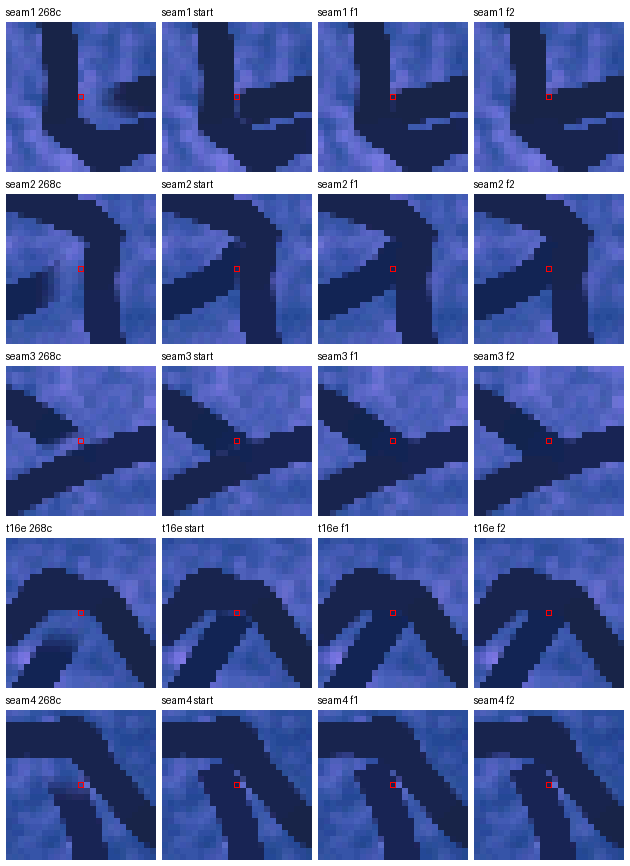 seam1 268c seam1 start seam1 f1 seam1 f2
seam2 268c seam2 start seam2 f1 seam2 f2
seam3 268c seam3 start seam3 f1 seam3 f2
t16e 268c t16e start t16e f1 t16e f2
seam4 268c seam4 start seam4 f1 seam4 f2